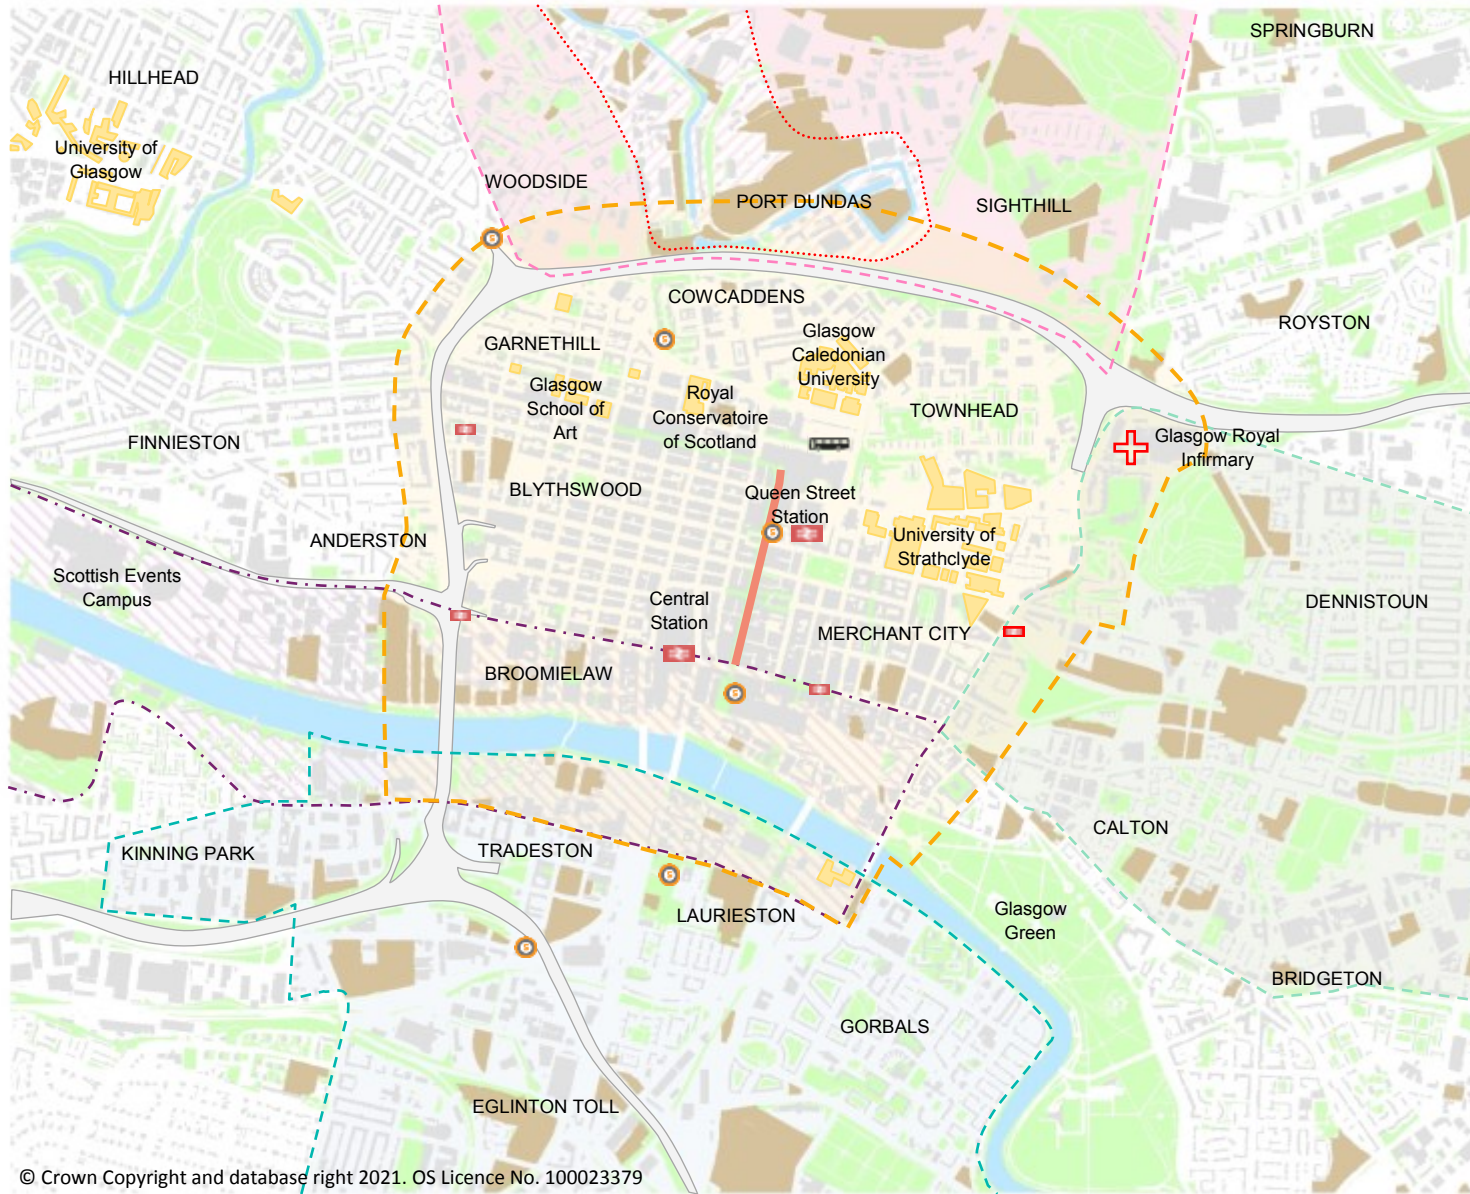 SPRINGBURN
HILLHEAD
University of
Glasgow
WOODSIDE
PORT DUNDAS
SIGHTHILL
COWCADDENS
ROYSTON
GARNETHILL
Glasgow
Caledonian
University
Glasgow
School of
Art
Royal
Conservatoire
of Scotland
TOWNHEAD
FINNIESTON
Glasgow Royal
Infirmary
BLYTHSWOOD
Queen Street
Station
ANDERSTON
University of
Strathclyde
Scottish Events
Campus
Central
Station
DENNISTOUN
MERCHANT CITY
BROOMIELAW
CALTON
KINNING PARK
TRADESTON
LAURIESTON
Glasgow
Green
BRIDGETON
GORBALS
EGLINTON TOLL
© Crown Copyright and database right 2021. OS Licence No. 100023379